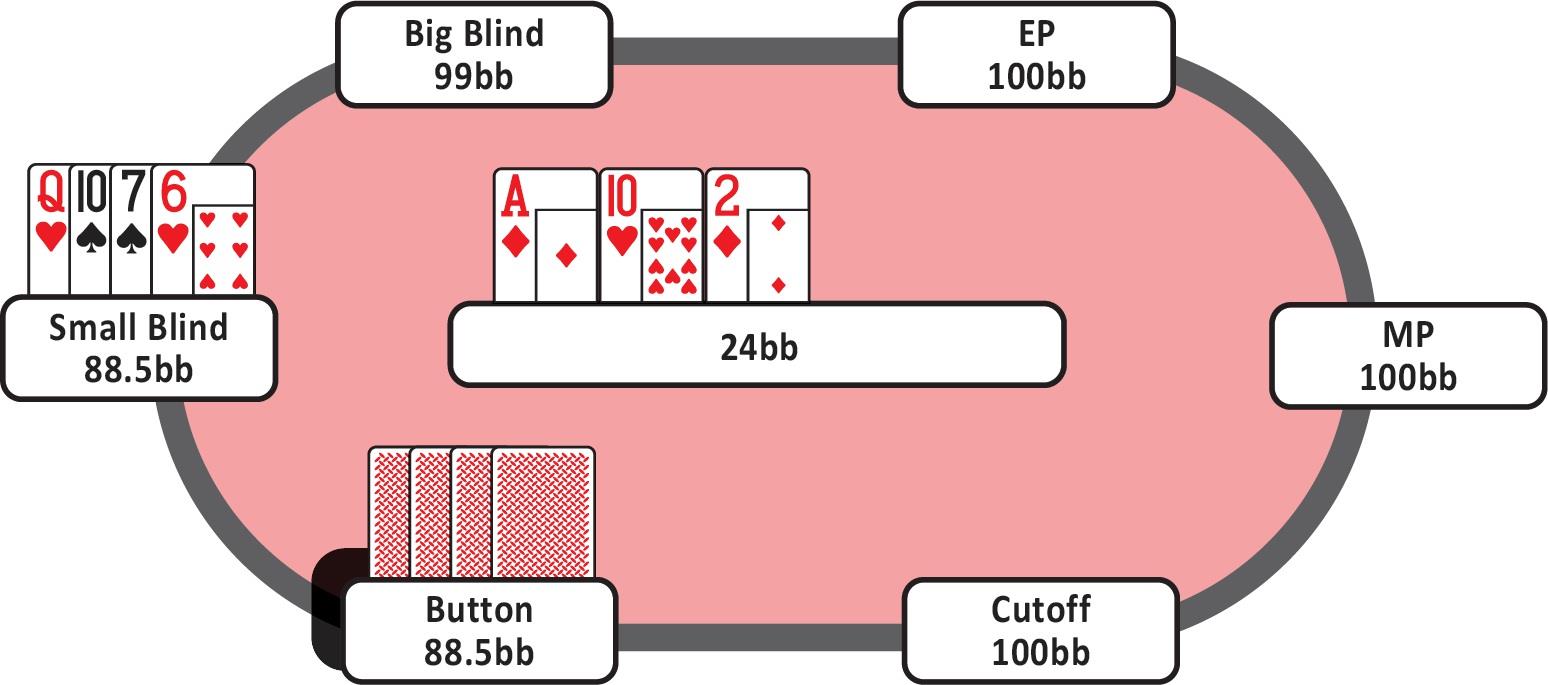 Big Blind
99bb
EP
100bb
Q 10 7 6
A 10 2
Small Blind
88.5bb
24bb
MP
100bb
Button
88.5bb
Cutoff
100bb